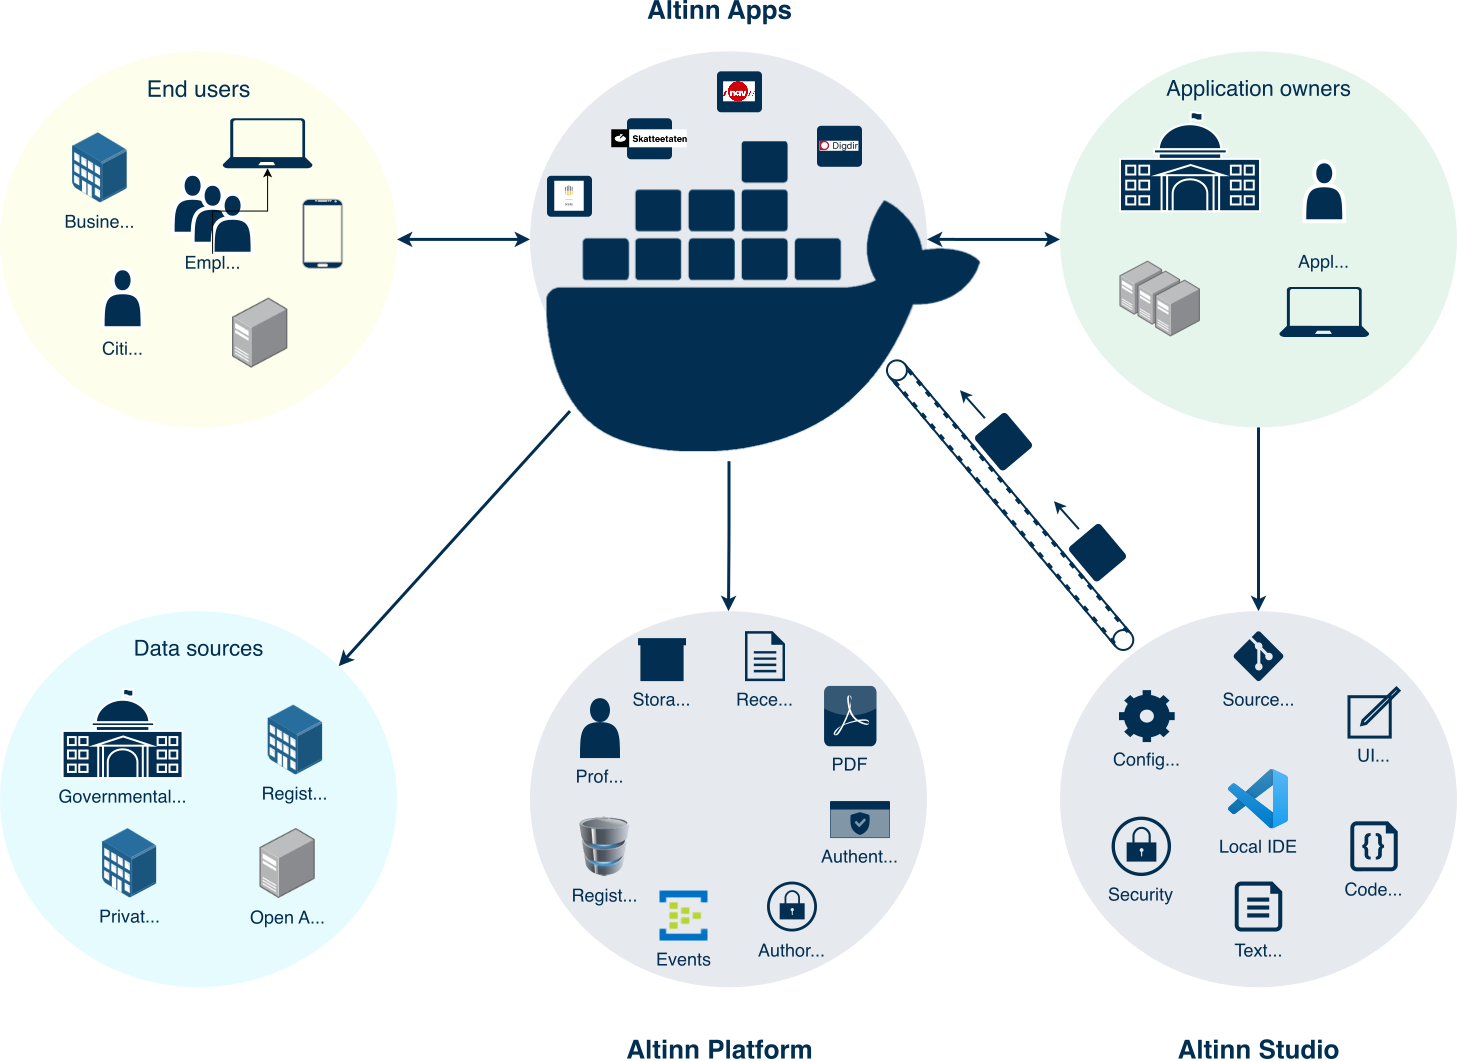 Altinn Apps
End users
Busine...
Empl...
Citi...
nav
Skatteetaten
Digdir
Application owners
Appl...
Data sources
Governmental...
Regist...
Privat...
Open A...
Stora...
Rece...
Prof...
PDF
Regist...
Authent...
Events
Author...
Source...
Config...
UI...
Local IDE
Security
Code...
Text...
Altinn Platform
Altinn Studio